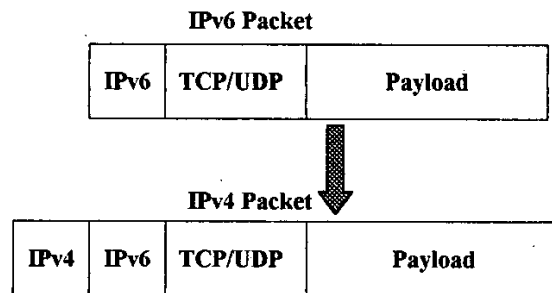 IPv6 Packet
IPv6 TCP/UDP Payload
IPv4 Packet
IPv4 IPv6 TCP/UDP Payload